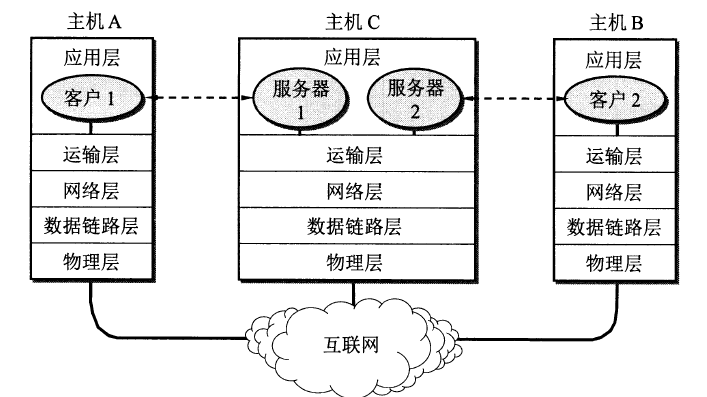 主机 A
主机 C
主机 B
应用层
应用层
应用层
客户 1
服务器
1
服务器
2
客户 2
运输层
运输层
运输层
网络层
网络层
网络层
数据链路层
数据链路层
数据链路层
物理层
物理层
物理层
互联网